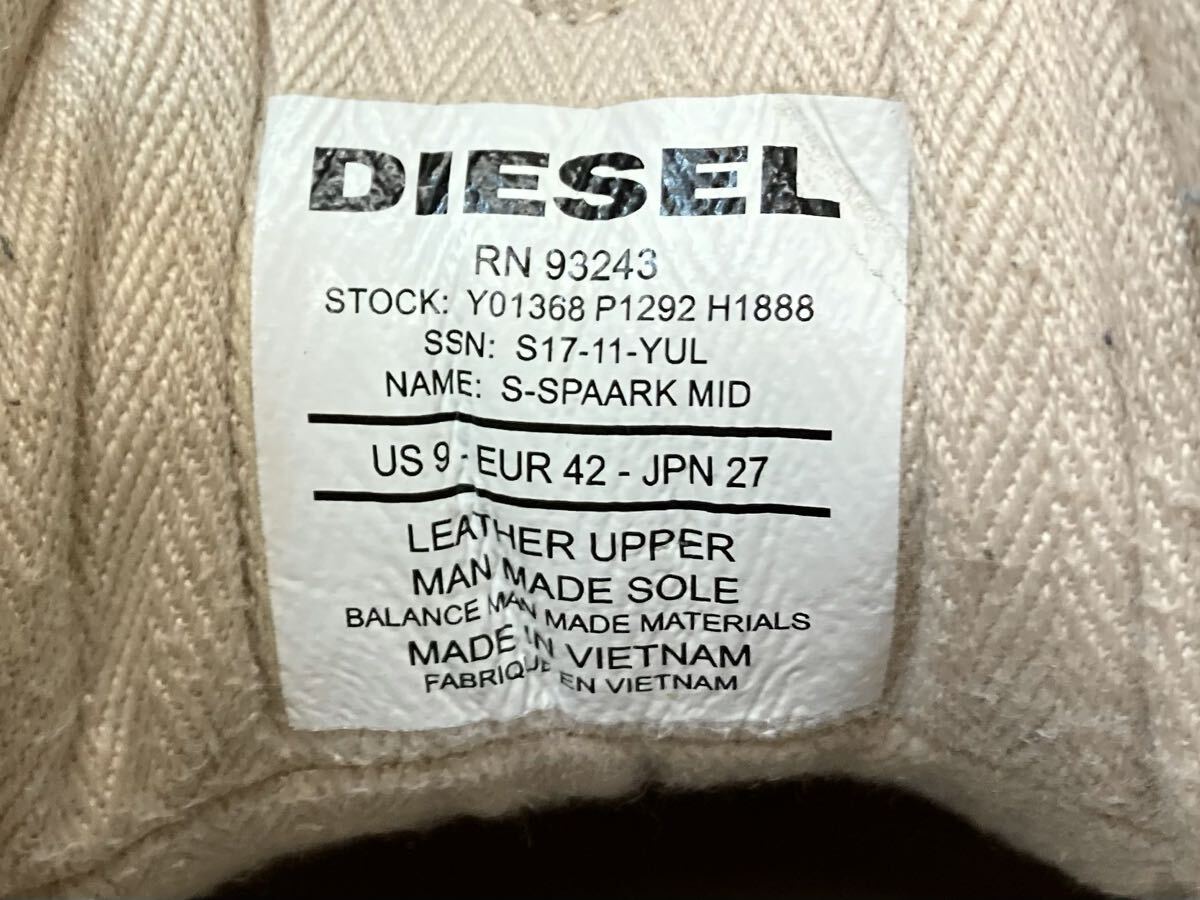 DIESEL
RN 93243
STOCK: Y01368 P1292 H1888
SSN: S17-11-YUL
NAME: S-SPAARK MID
US 9 - EUR 42 - JPN 27
LEATHER UPPER
MAN MADE SOLE
BALANCE MAN MADE MATERIALS
MADE IN VIETNAM
FABRIQUE EN VIETNAM